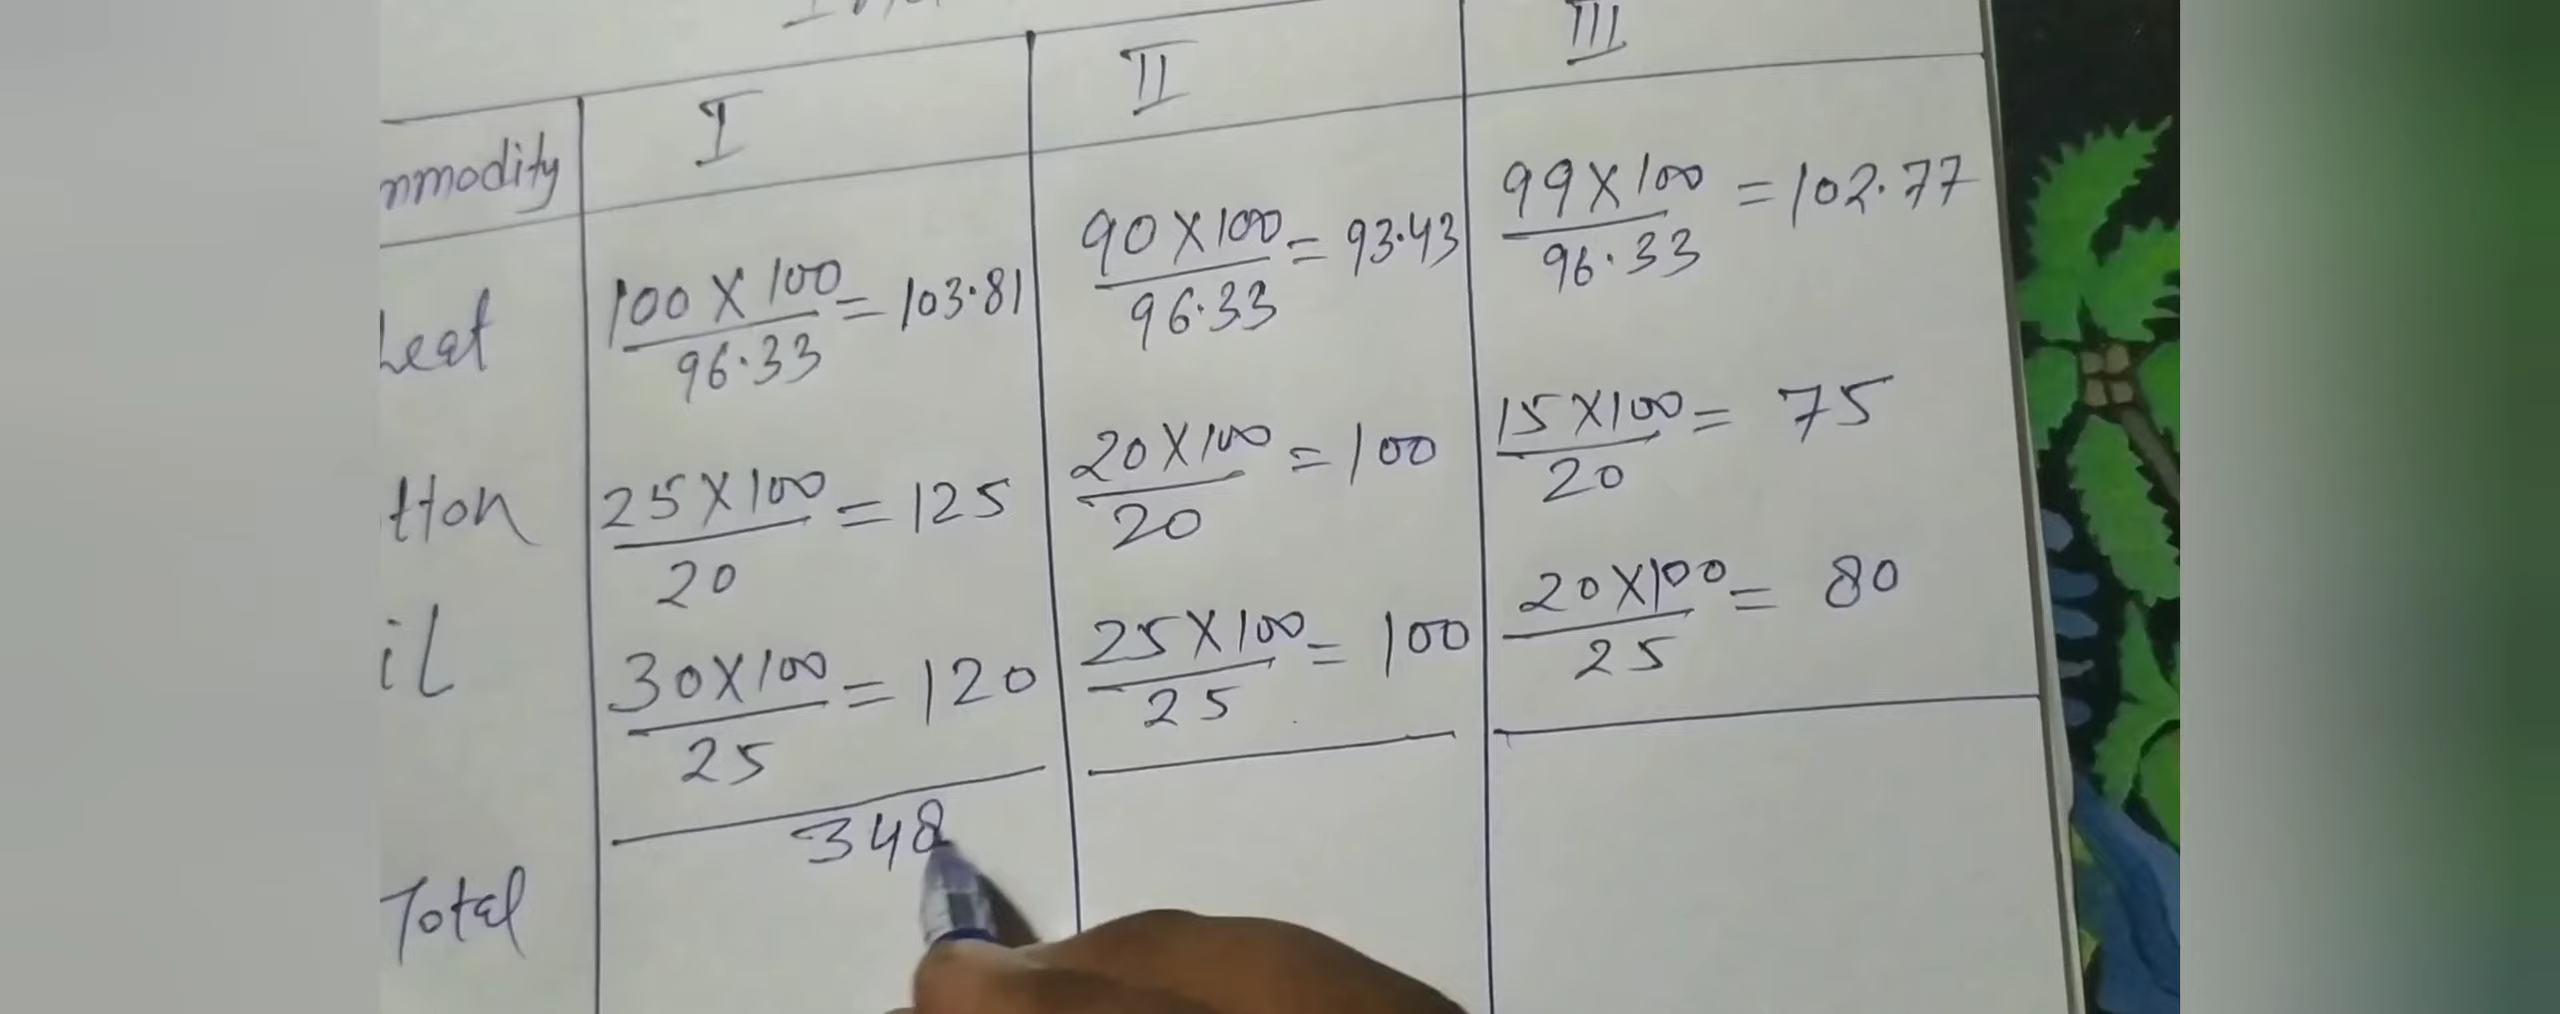 I II III
mmodity
heat 100 X 100 / 96.33 = 103.81 90 X 100 / 96.33 = 93.43 99 X 100 / 96.33 = 102.77
tton 25 X 100 / 20 = 125 20 X 100 / 20 = 100 15 X 100 / 20 = 75
il 30 X 100 / 25 = 120 25 X 100 / 25 = 100 20 X 100 / 25 = 80
Total 348